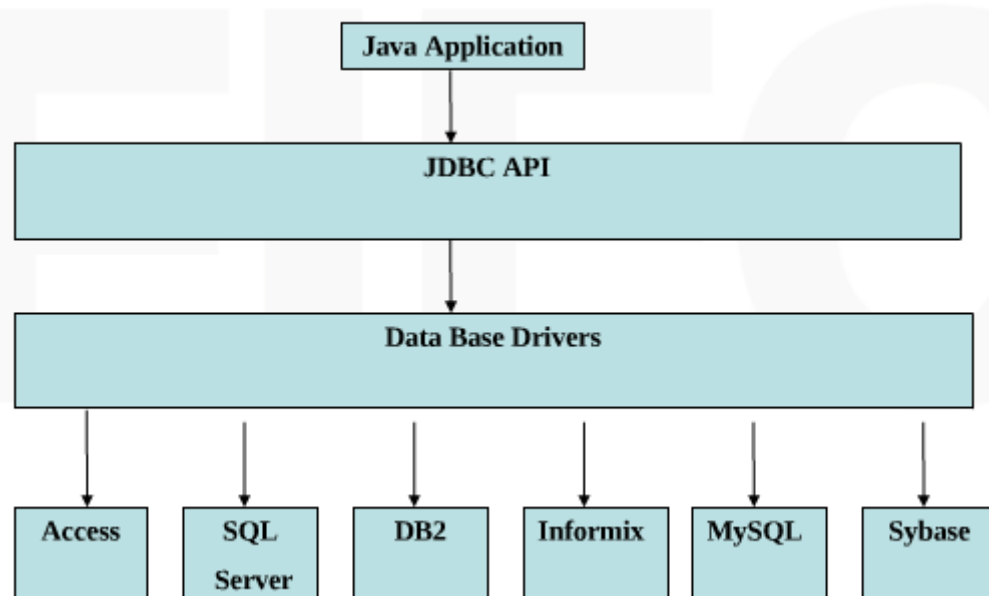 Java Application
JDBC API
Data Base Drivers
Access
SQL
Server
DB2
Informix
MySQL
Sybase